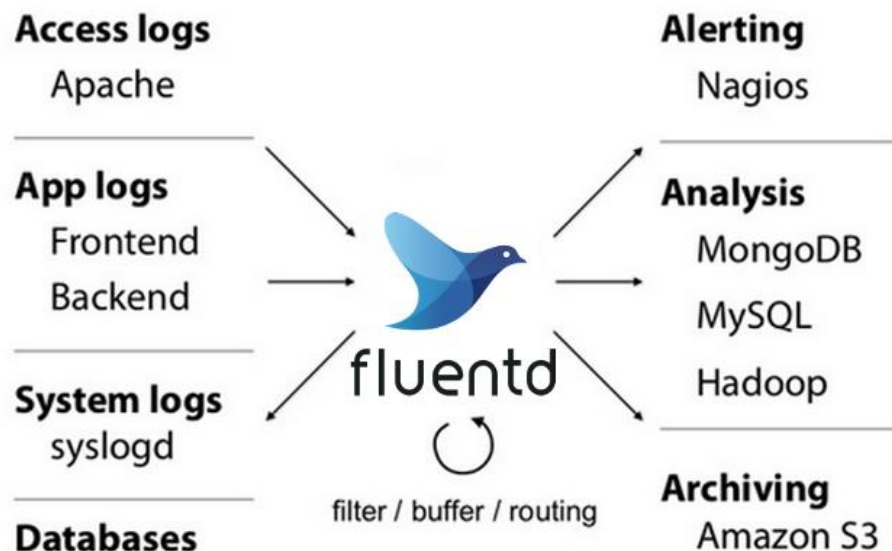 Access logs
Apache
App logs
Frontend
Backend
System logs
syslogd
Databases
fluentd
filter / buffer / routing
Alerting
Nagios
Analysis
MongoDB
MySQL
Hadoop
Archiving
Amazon S3